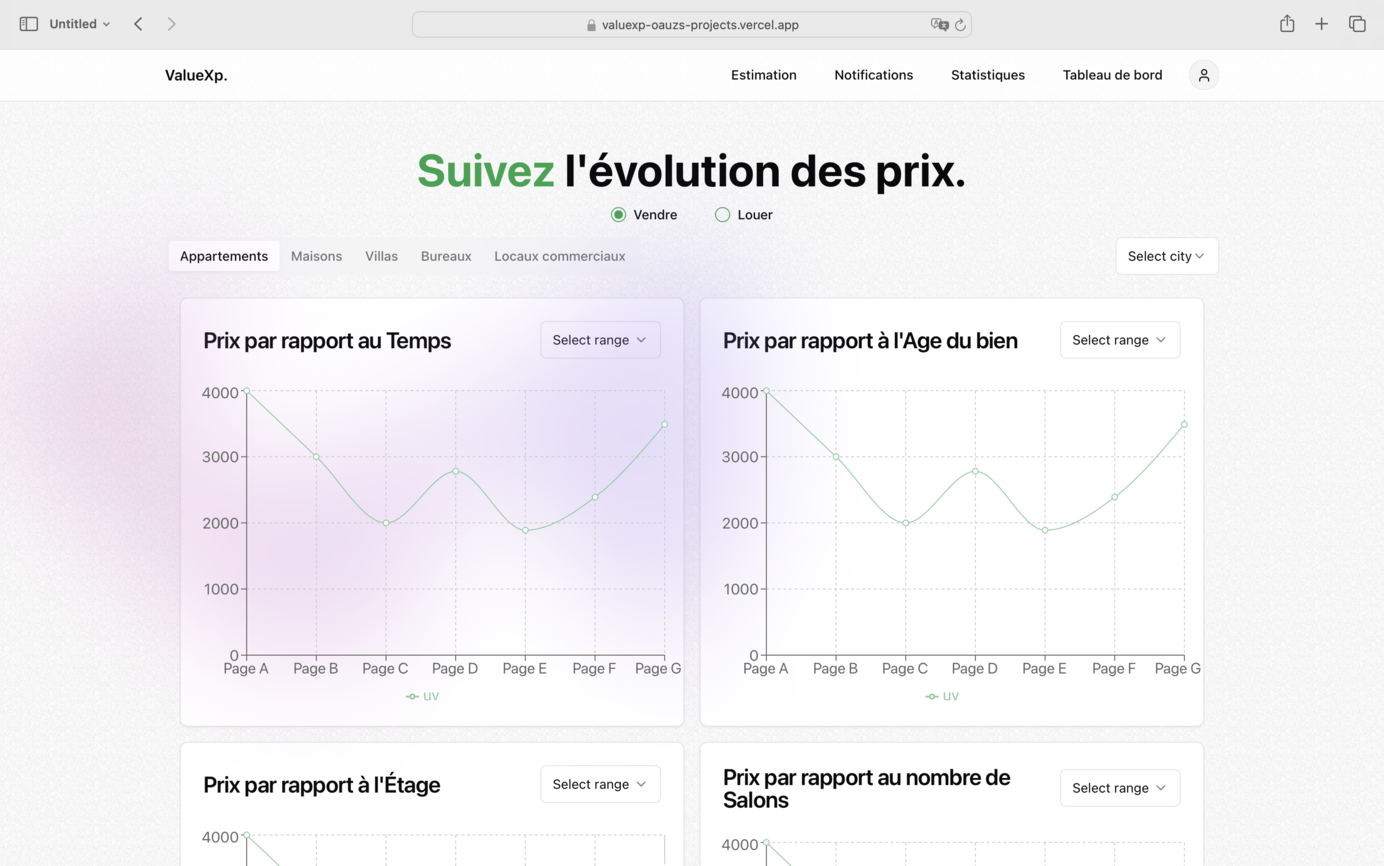 Untitled
valuexp-oauzs-projects.vercel.app
ValueXp.
Estimation Notifications Statistiques Tableau de bord
Suivez l'évolution des prix.
Vendre Louer
Appartements Maisons Villas Bureaux Locaux commerciaux Select city
Prix par rapport au Temps Select range
4000
3000
2000
1000
0
Page A Page B Page C Page D Page E Page F Page G
uv
Prix par rapport à l'Age du bien Select range
4000
3000
2000
1000
0
Page A Page B Page C Page D Page E Page F Page G
uv
Prix par rapport à l'Étage Select range
4000
Prix par rapport au nombre de
Salons
Select range
4000